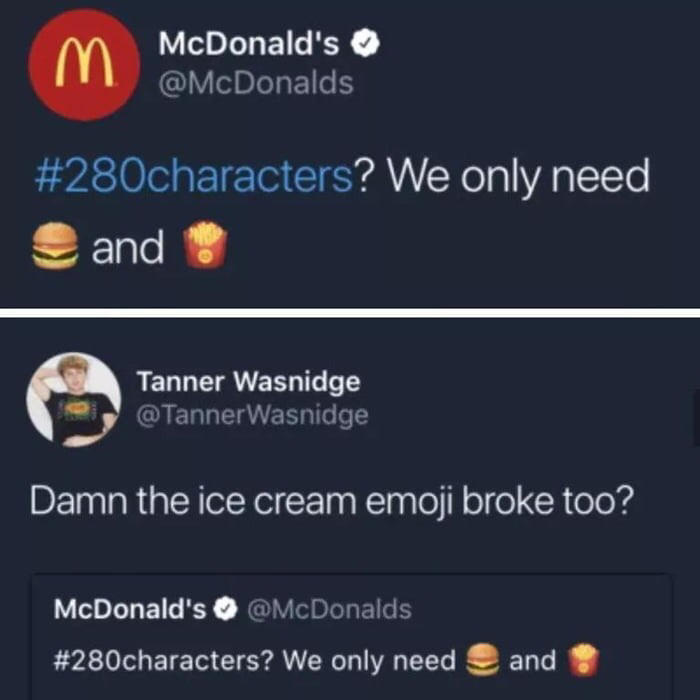 McDonald's
@McDonalds
#280characters? We only need
🍔 and 🍟
Tanner Wasnidge
@TannerWasnidge
Damn the ice cream emoji broke too?
McDonald's @McDonalds
#280characters? We only need 🍔 and 🍟